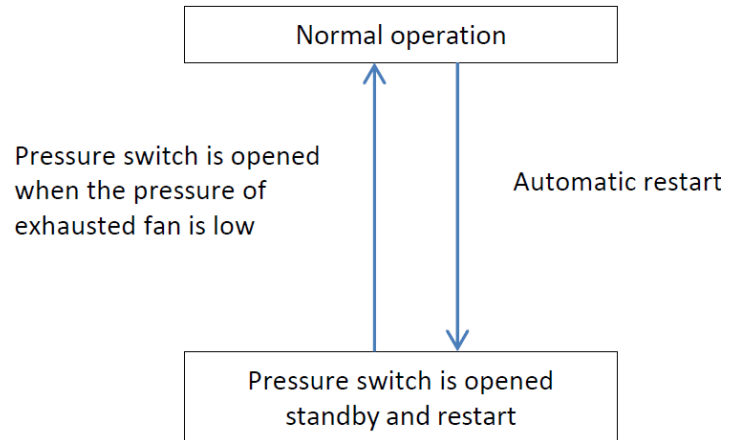 Normal operation
Pressure switch is opened
when the pressure of
exhausted fan is low
Automatic restart
Pressure switch is opened
standby and restart